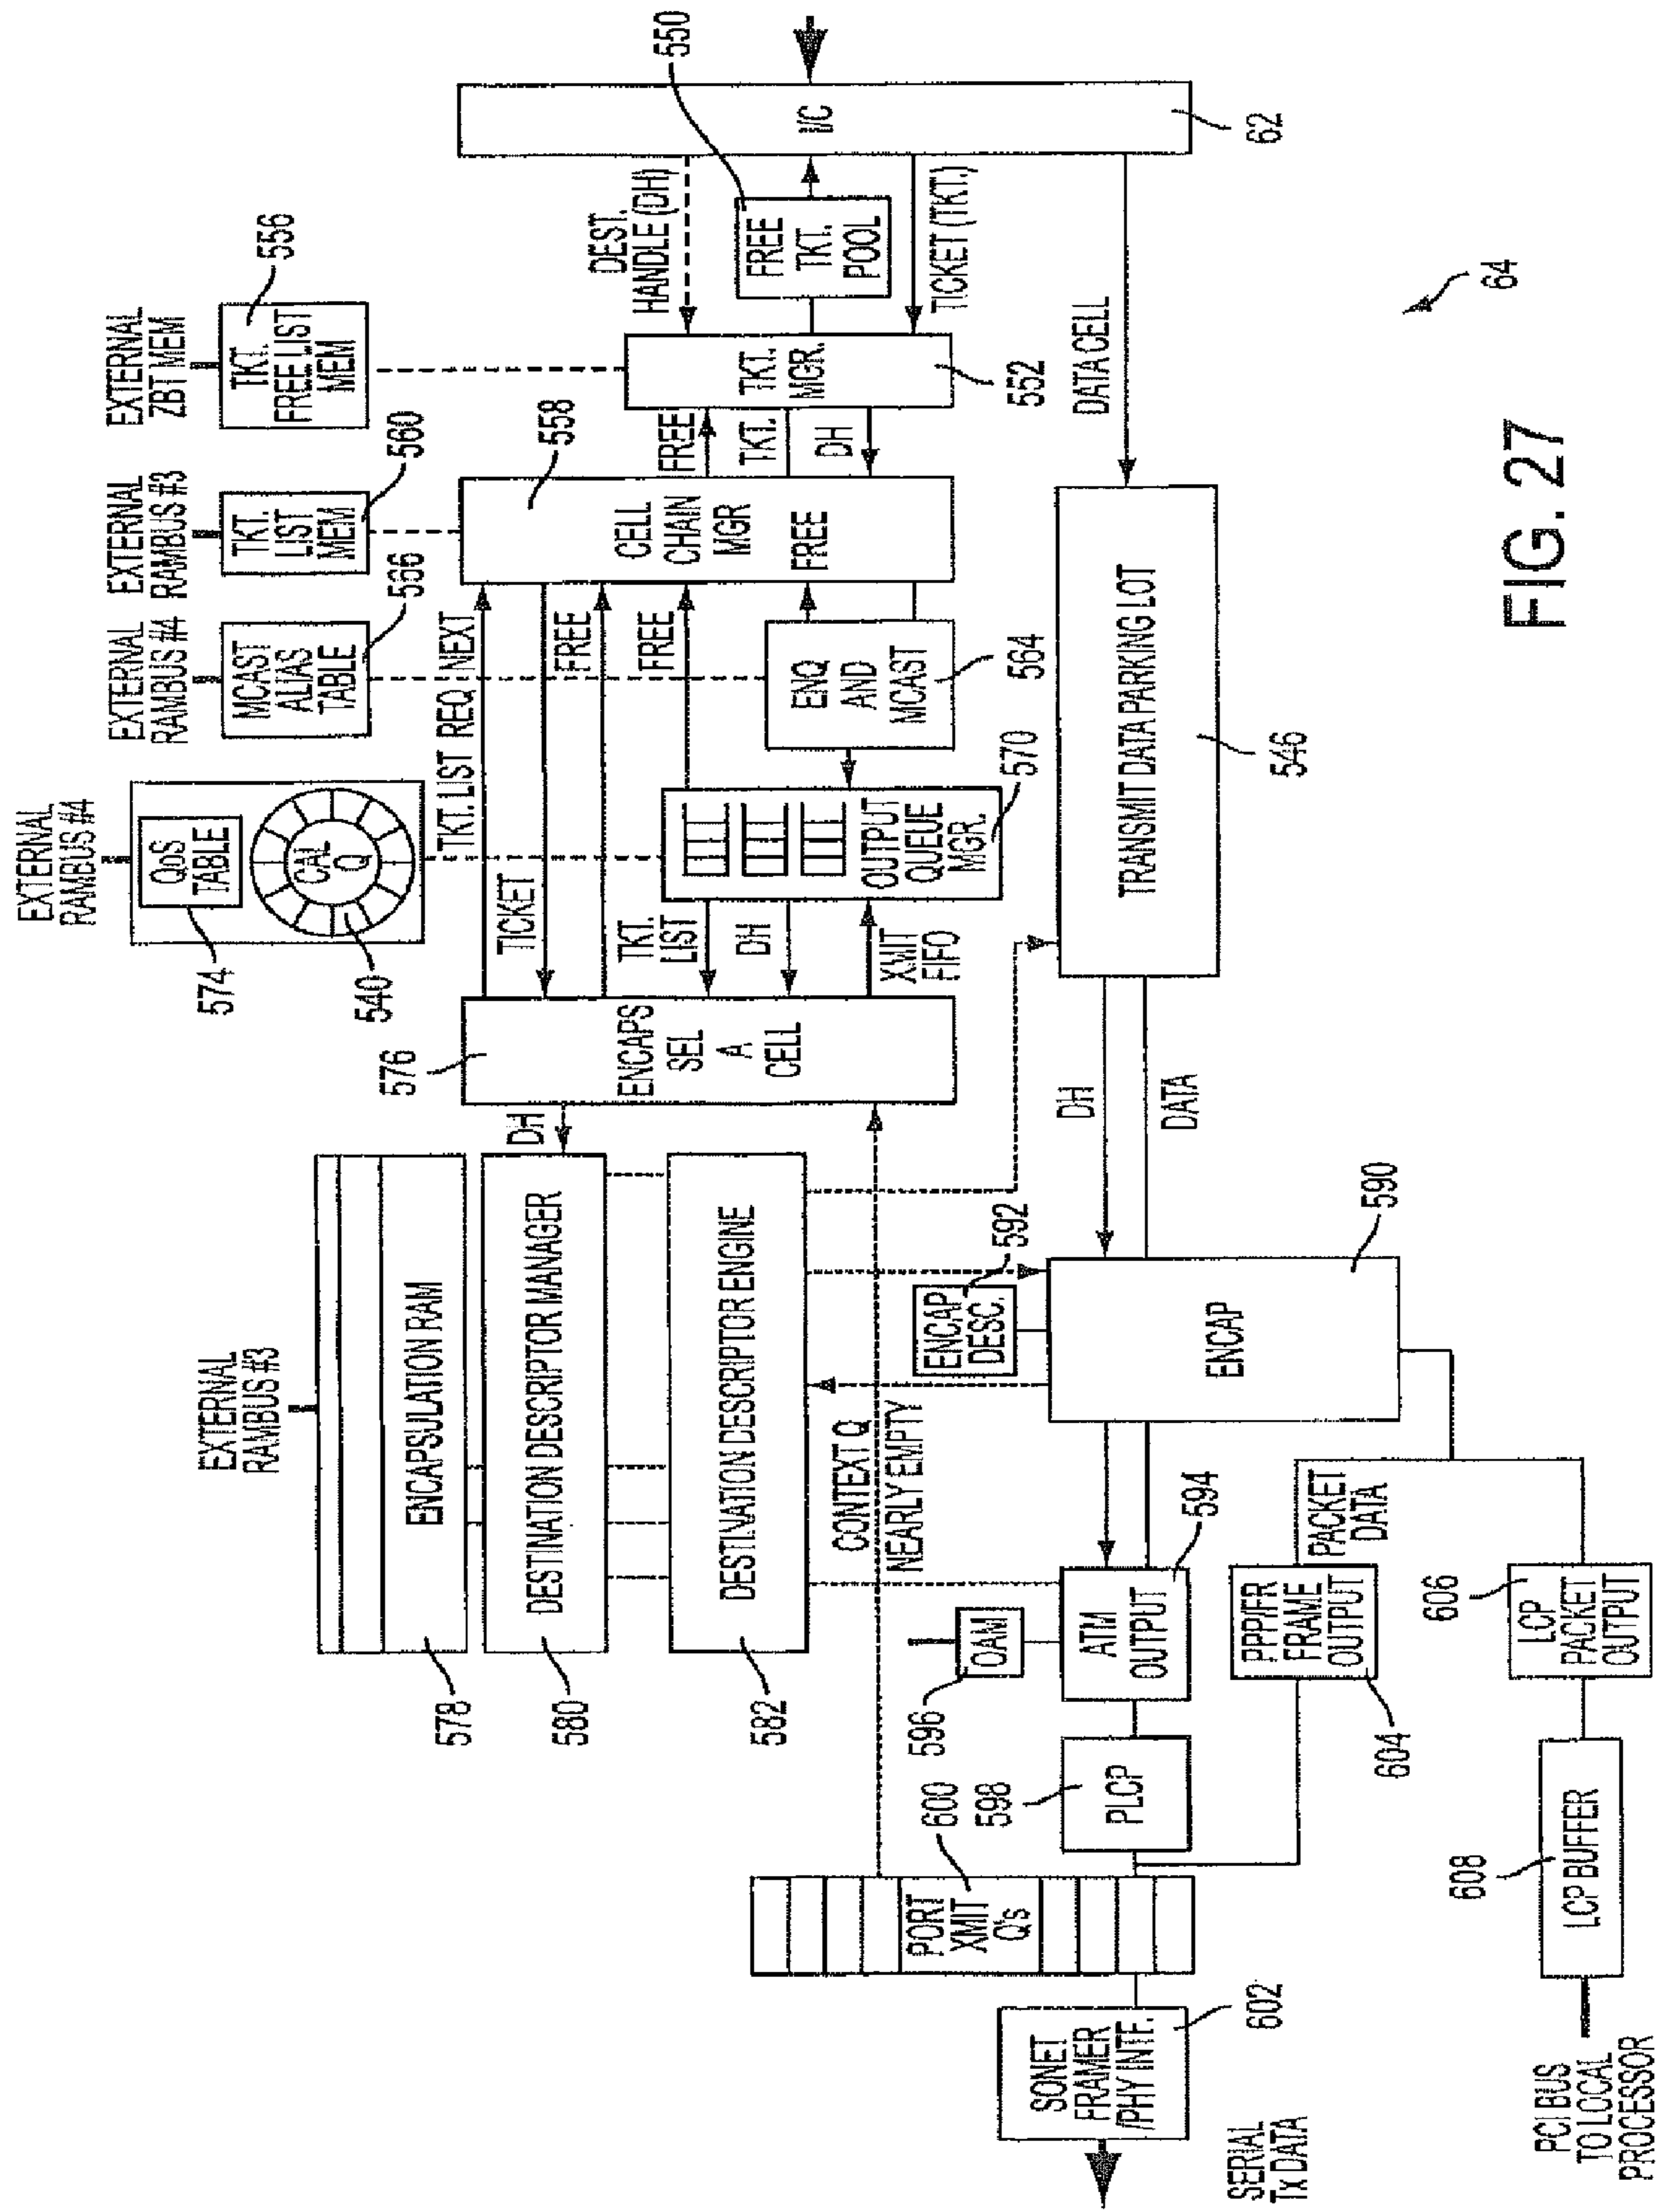 EXTERNAL
RAMBUS #4
QoS
TABLE
CAL
Q
574
540
EXTERNAL
RAMBUS #4
MCAST
ALIAS
TABLE
566
EXTERNAL
RAMBUS #3
TKT.
LIST
MEM
560
EXTERNAL
ZBT MEM
TKT.
FREE LIST
MEM
556
EXTERNAL
RAMBUS #3
ENCAPSULATION RAM
578
DESTINATION DESCRIPTOR MANAGER
580
DESTINATION DESCRIPTOR ENGINE
582
DH
576
ENCAPS
SEL
A
CELL
TKT. LIST REQ NEXT
TICKET
FREE
FREE
TKT.
LIST
DH
XMIT
FIFO
OUTPUT
QUEUE
MGR.
570
ENQ
AND
MCAST
564
CELL
CHAIN
MGR
FREE
558
FREE
TKT.
DH
TKT.
MGR.
552
DEST.
HANDLE (DH)
FREE
TKT.
POOL
550
TICKET (TKT.)
I/C
62
DATA CELL
CONTEXT Q
NEARLY EMPTY
PORT
XMIT
Q's
600
SONET
FRAMER
/PHY INTF.
602
SERIAL
Tx DATA
PLCP
598
OAM
596
ATM
OUTPUT
594
ENCAP
DESC.
592
ENCAP
590
DH
DATA
TRANSMIT DATA PARKING LOT
546
PPP/FR
FRAME
OUTPUT
604
PACKET
DATA
LCP
PACKET
OUTPUT
606
LCP BUFFER
608
PCI BUS
TO LOCAL
PROCESSOR
64
FIG. 27